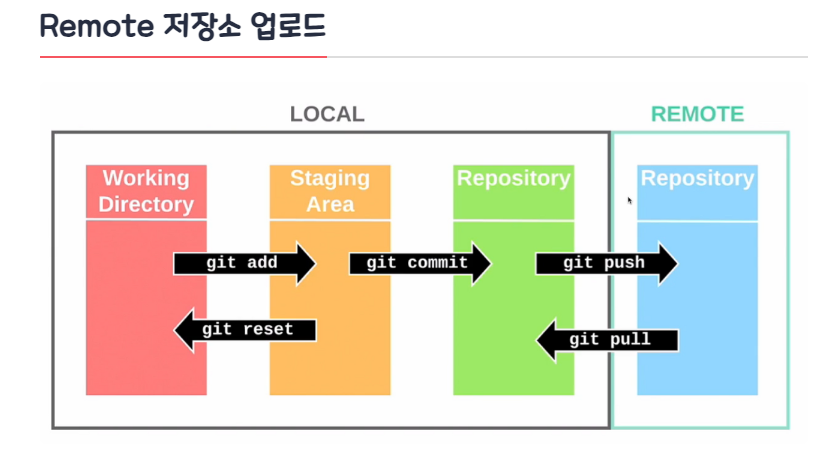 Remote 저장소 업로드
LOCAL
REMOTE
Working
Directory
Staging
Area
Repository
Repository
git add
git commit
git push
git reset
git pull